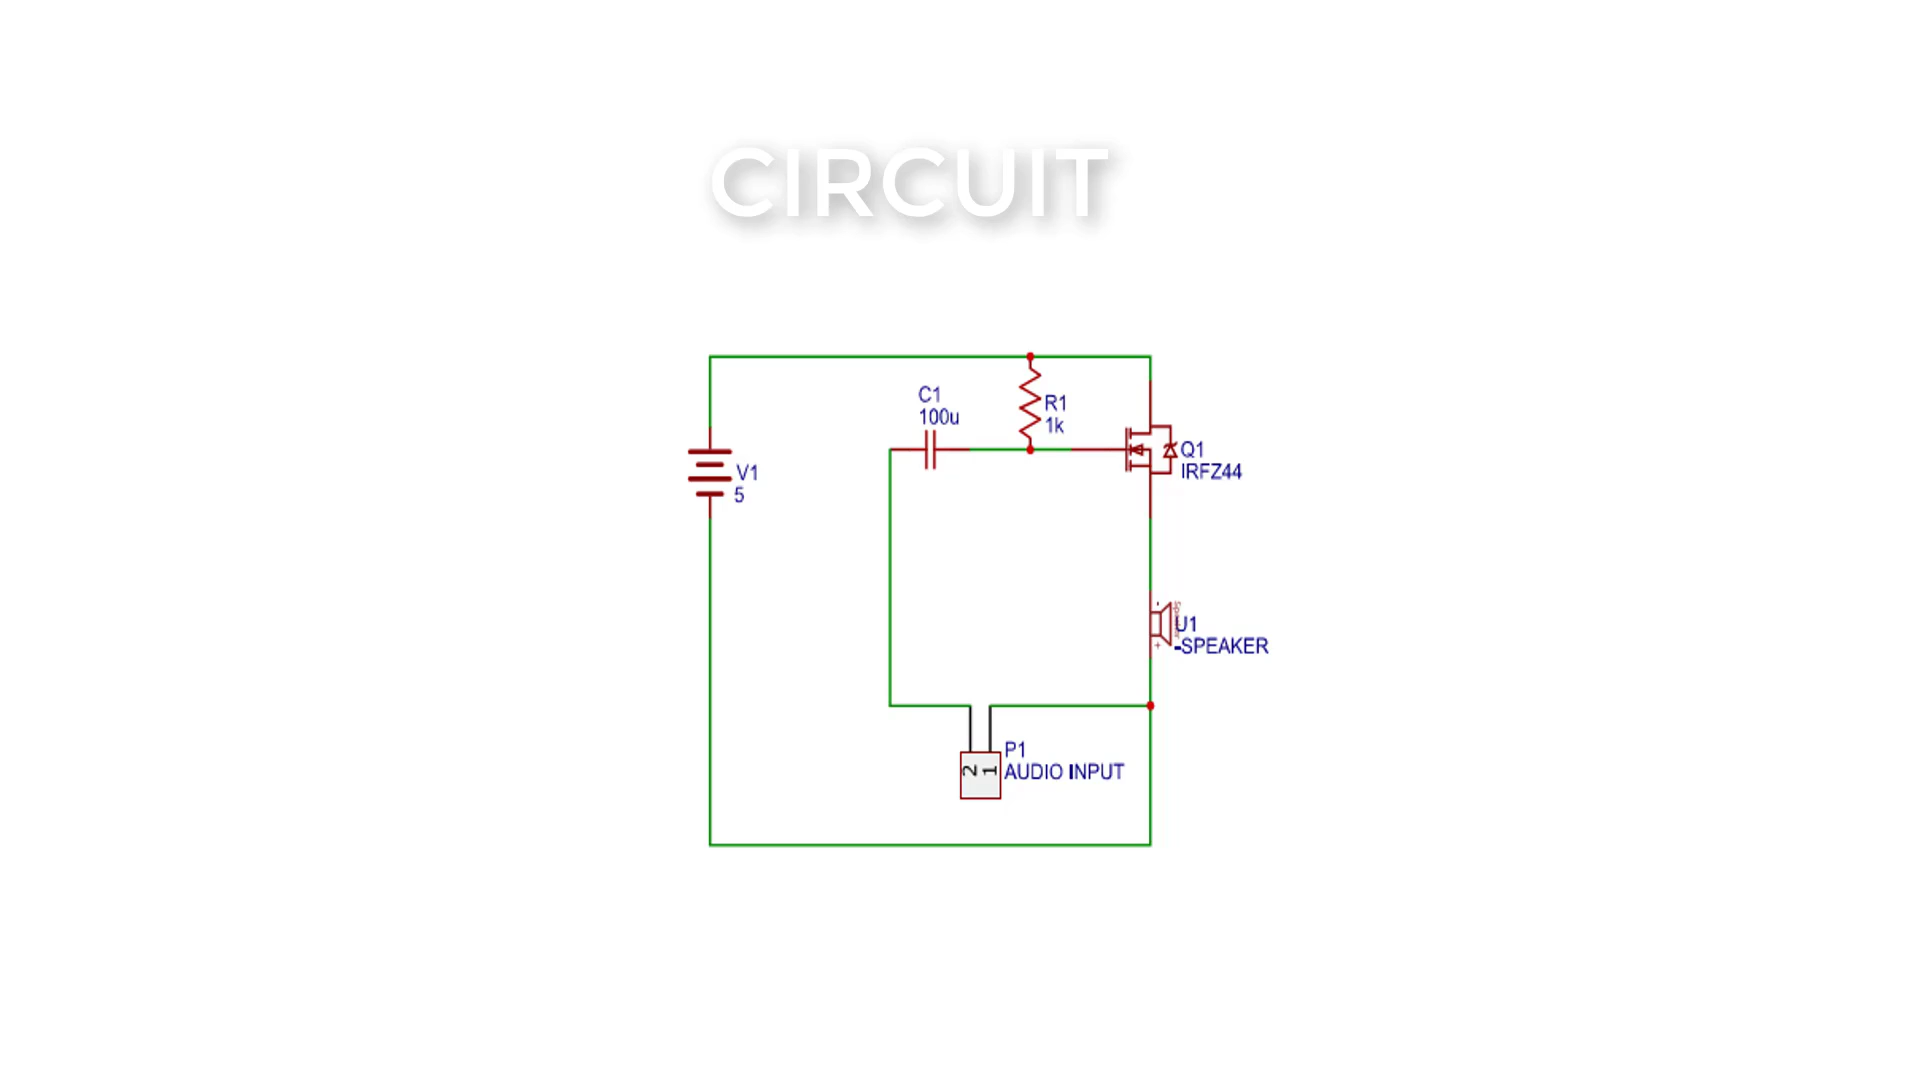 CIRCUIT
C1
100u
R1
1k
Q1
IRFZ44
V1
5
-
U1
-SPEAKER
+
P1
AUDIO INPUT
2 1